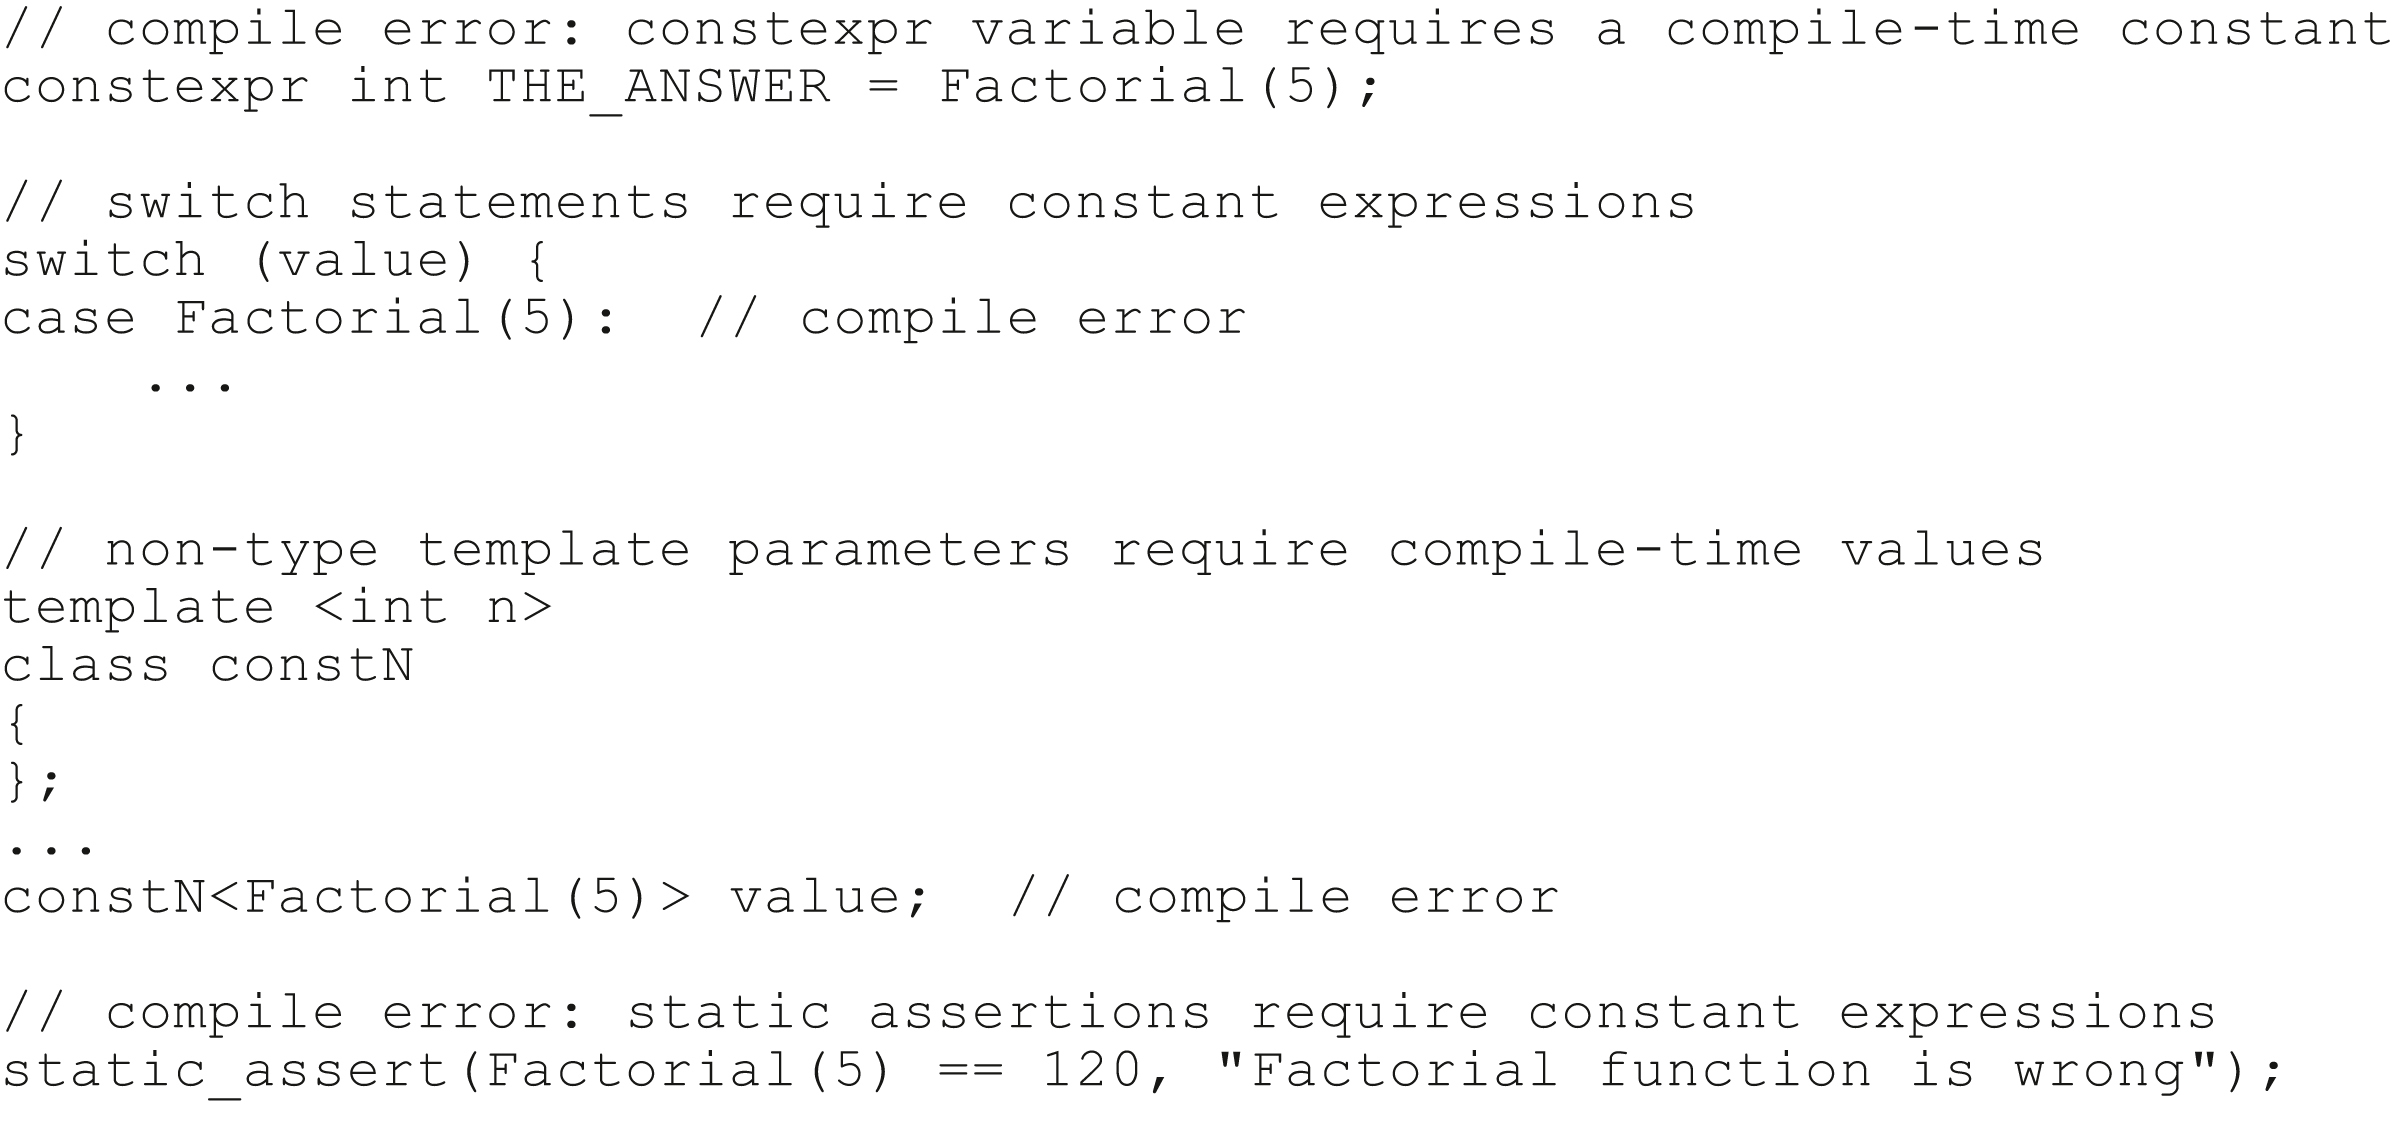 // compile error: constexpr variable requires a compile-time constant
constexpr int THE_ANSWER = Factorial(5);

// switch statements require constant expressions
switch (value) {
case Factorial(5):  // compile error
    ...
}

// non-type template parameters require compile-time values
template <int n>
class constN
{
};
...
constN<Factorial(5)> value;  // compile error

// compile error: static assertions require constant expressions
static_assert(Factorial(5) == 120, "Factorial function is wrong");